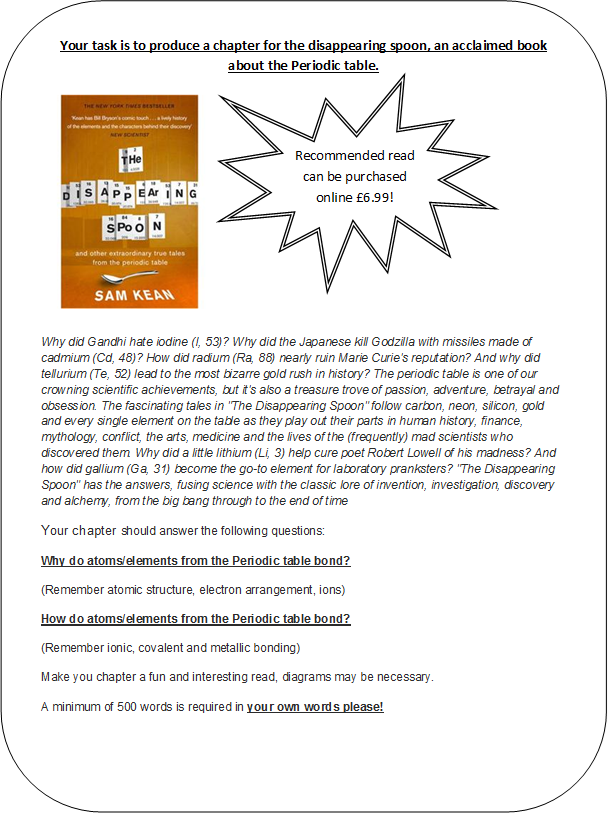 Your task is to produce a chapter for the disappearing spoon, an acclaimed book
about the Periodic table.
THE NEW YORK TIMES BESTSELLER
'Kean has Bill Bryson's comic touch . . . a lively history
of the elements and the characters behind their discovery'
NEW SCIENTIST
THe
DISAPPEArING
SPoON
and other extraordinary true tales
from the periodic table
SAM KEAN
Recommended read
can be purchased
online £6.99!
Why did Gandhi hate iodine (I, 53)? Why did the Japanese kill Godzilla with missiles made of
cadmium (Cd, 48)? How did radium (Ra, 88) nearly ruin Marie Curie's reputation? And why did
tellurium (Te, 52) lead to the most bizarre gold rush in history? The periodic table is one of our
crowning scientific achievements, but it's also a treasure trove of passion, adventure, betrayal and
obsession. The fascinating tales in "The Disappearing Spoon" follow carbon, neon, silicon, gold
and every single element on the table as they play out their parts in human history, finance,
mythology, conflict, the arts, medicine and the lives of the (frequently) mad scientists who
discovered them. Why did a little lithium (Li, 3) help cure poet Robert Lowell of his madness? And
how did gallium (Ga, 31) become the go-to element for laboratory pranksters? "The Disappearing
Spoon" has the answers, fusing science with the classic lore of invention, investigation, discovery
and alchemy, from the big bang through to the end of time
Your chapter should answer the following questions:
Why do atoms/elements from the Periodic table bond?
(Remember atomic structure, electron arrangement, ions)
How do atoms/elements from the Periodic table bond?
(Remember ionic, covalent and metallic bonding)
Make you chapter a fun and interesting read, diagrams may be necessary.
A minimum of 500 words is required in your own words please!